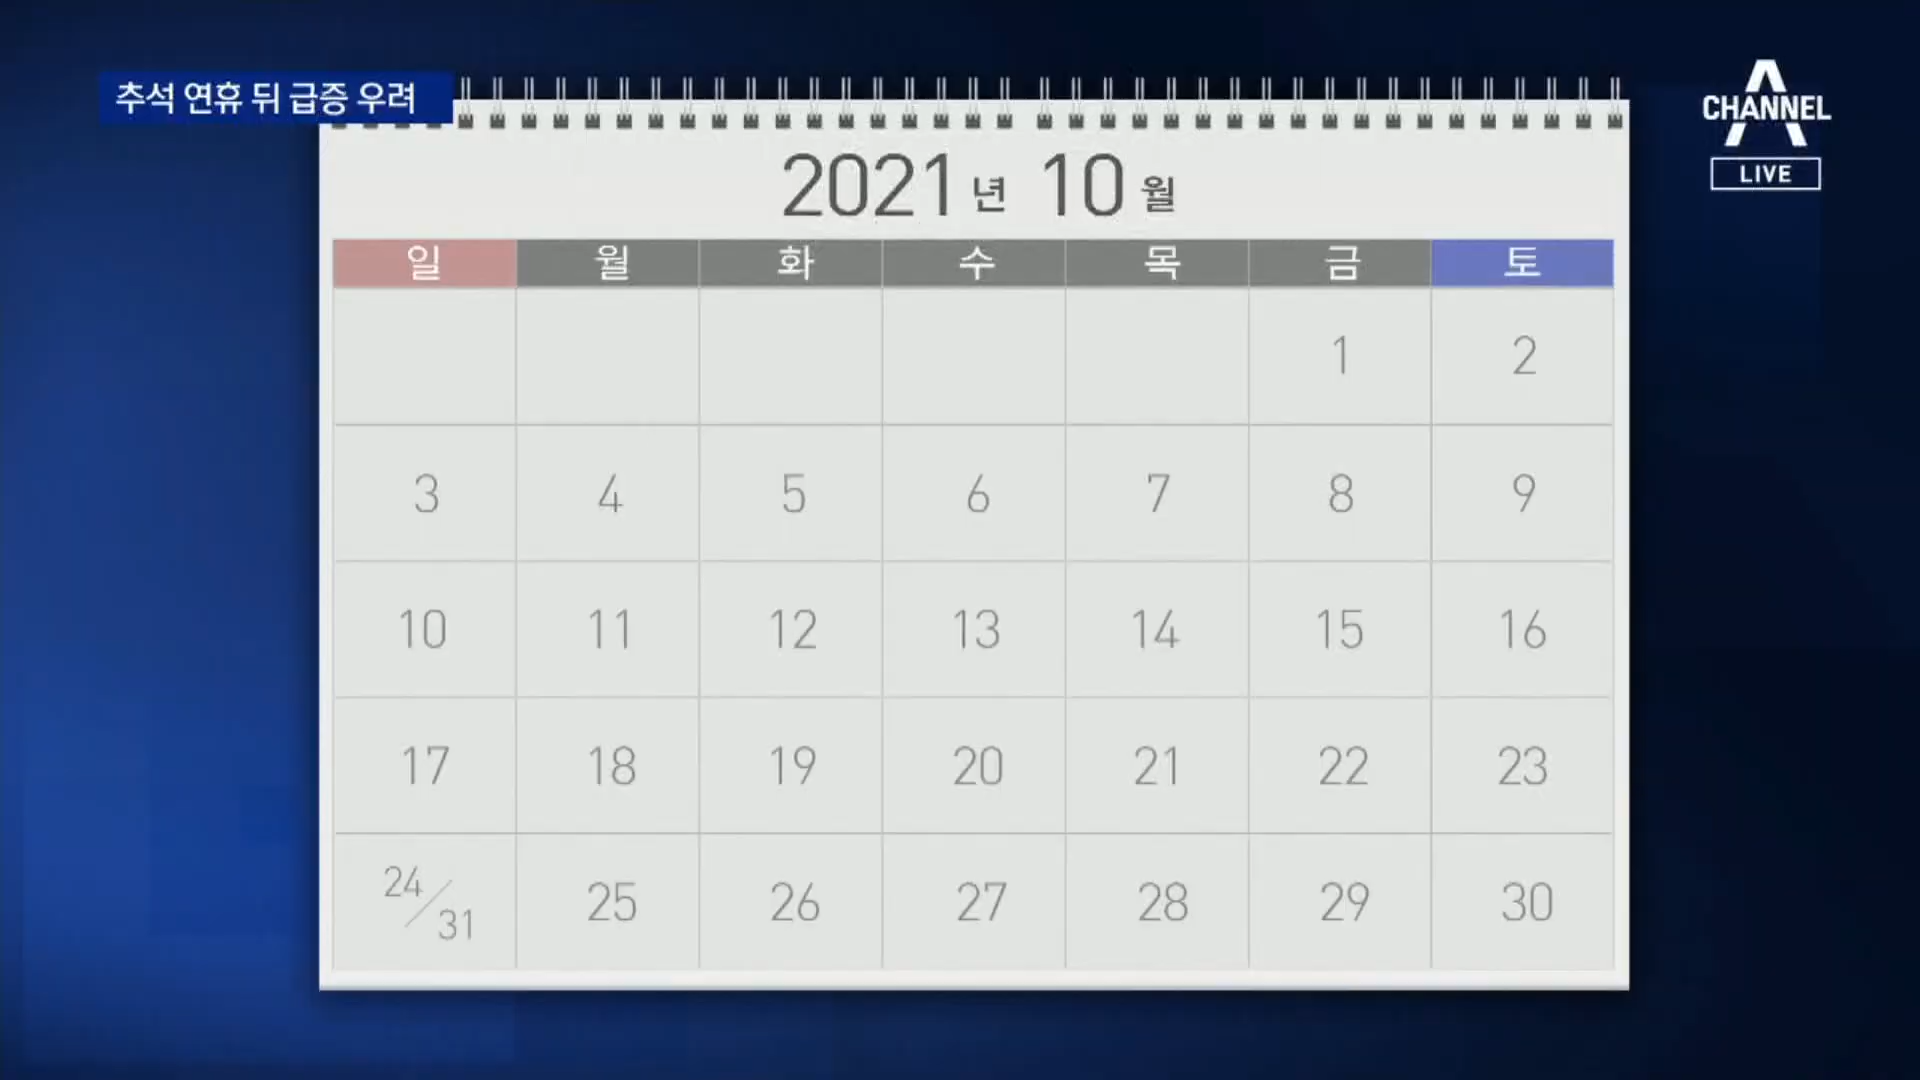 추석 연휴 뒤 급증 우려
CHANNEL A
LIVE
2021년 10월
일 월 화 수 목 금 토
1 2
3 4 5 6 7 8 9
10 11 12 13 14 15 16
17 18 19 20 21 22 23
24/31 25 26 27 28 29 30